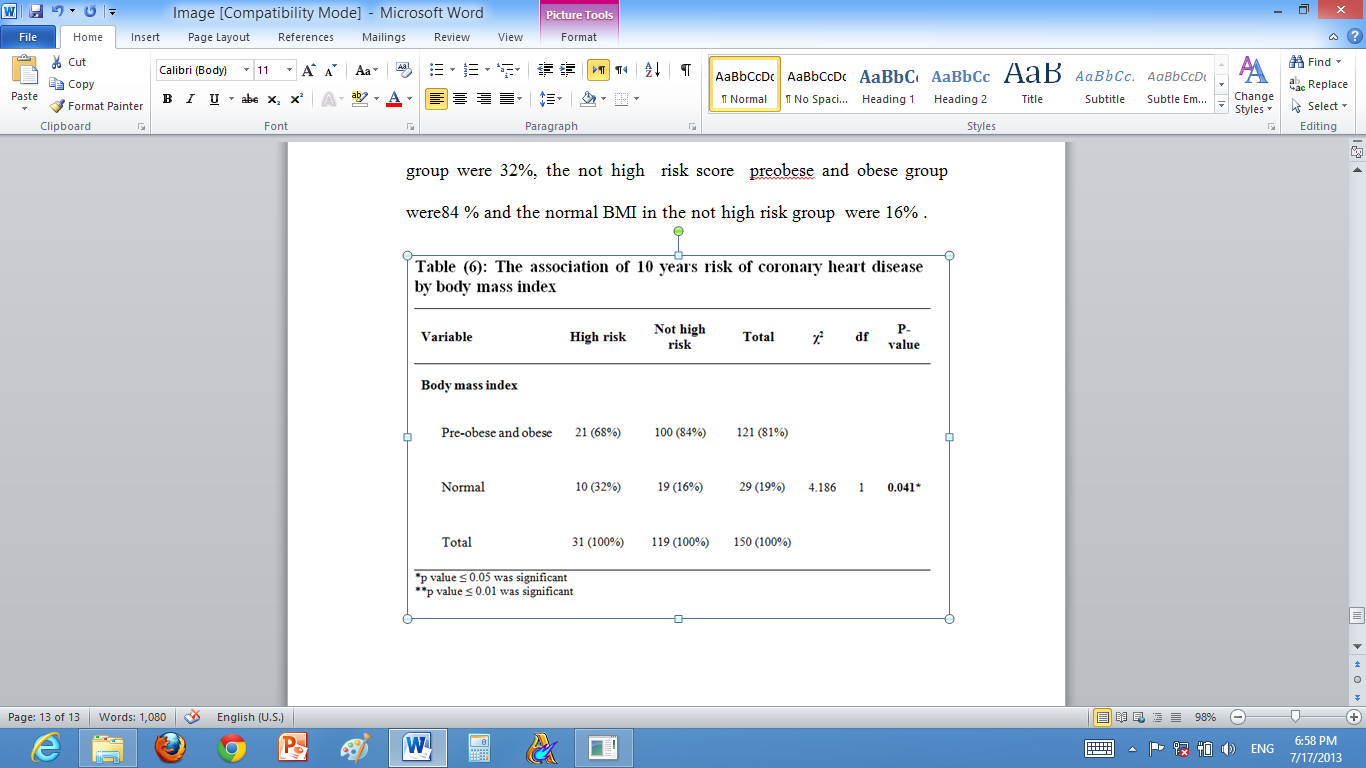 Image [Compatibility Mode] - Microsoft Word
Picture Tools
File Home Insert Page Layout References Mailings Review View Format
Paste
Cut
Copy
Format Painter
Clipboard
Calibri (Body) 11
Font
Paragraph
AaBbCcDc AaBbCcDc AaBbCc AaBbCc AaB AaBbCc. AaBbCcDc
¶ Normal ¶ No Spaci... Heading 1 Heading 2 Title Subtitle Subtle Em...
Change Styles
Styles
Find
Replace
Select
Editing
group were 32%, the not high risk score preobese and obese group
were84 % and the normal BMI in the not high risk group were 16% .
Table (6): The association of 10 years risk of coronary heart disease
by body mass index
Variable High risk Not high risk Total χ² df P-value
Body mass index
Pre-obese and obese 21 (68%) 100 (84%) 121 (81%)
Normal 10 (32%) 19 (16%) 29 (19%) 4.186 1 0.041*
Total 31 (100%) 119 (100%) 150 (100%)
*p value ≤ 0.05 was significant
**p value ≤ 0.01 was significant
Page: 13 of 13 Words: 1,080 English (U.S.) 98%
ENG 6:58 PM
7/17/2013